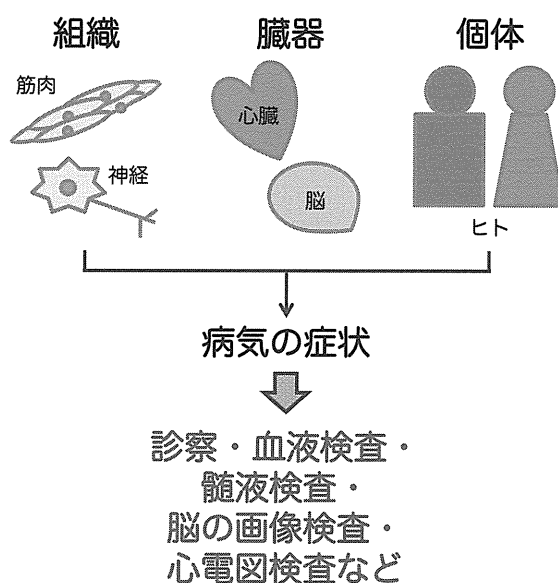 組織
臓器
個体
筋肉
神経
心臓
脳
ヒト
病気の症状
診察・血液検査・
髄液検査・
脳の画像検査・
心電図検査など